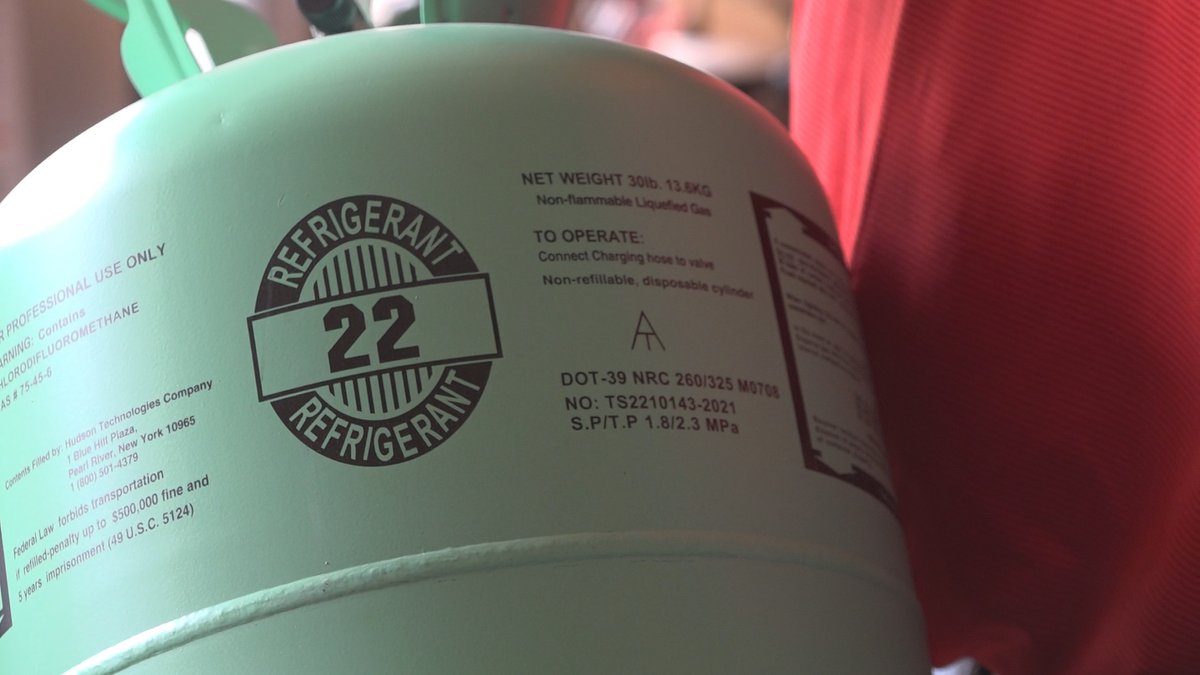 R PROFESSIONAL USE ONLY
ARNING: Contains
HLORODIFLUOROMETHANE
AS # 75-45-6
Contents Filled by: Hudson Technologies Company
1 Blue Hill Plaza,
Pearl River, New York 10965
1 (800) 501-4379
Federal Law forbids transportation
if refilled-penalty up to $500,000 fine and
5 years imprisonment (49 U.S.C. 5124)
REFRIGERANT
22
REFRIGERANT
NET WEIGHT 30lb. 13.6KG
Non-flammable Liquefied Gas
TO OPERATE:
Connect Charging hose to valve
Non-refillable, disposable cylinder
DOT-39 NRC 260/325 M0708
NO: TS2210143-2021
S.P/T.P 1.8/2.3 MPa